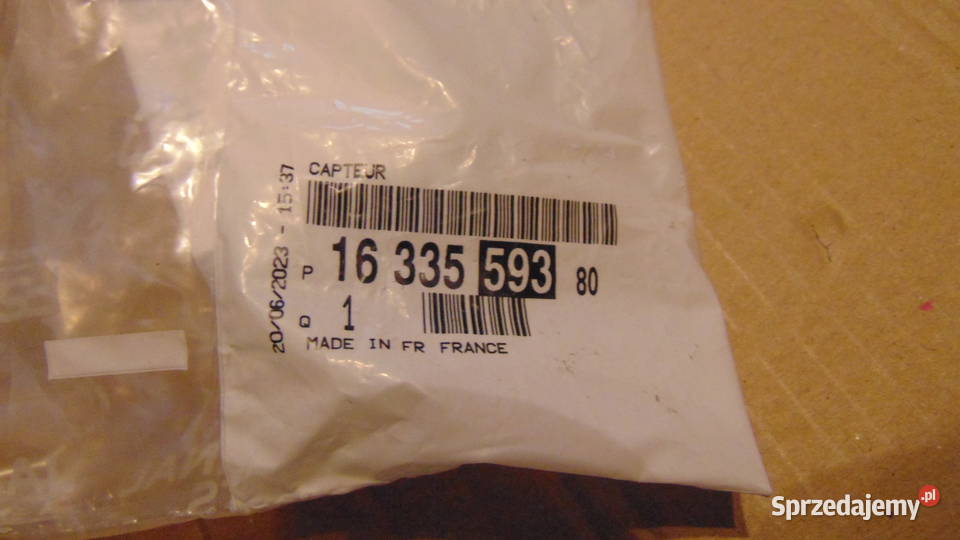 CAPTEUR
20/06/2023 - 15:37
P 16 335 593 80
Q 1
MADE IN FR FRANCE
Sprzedajemy.pl